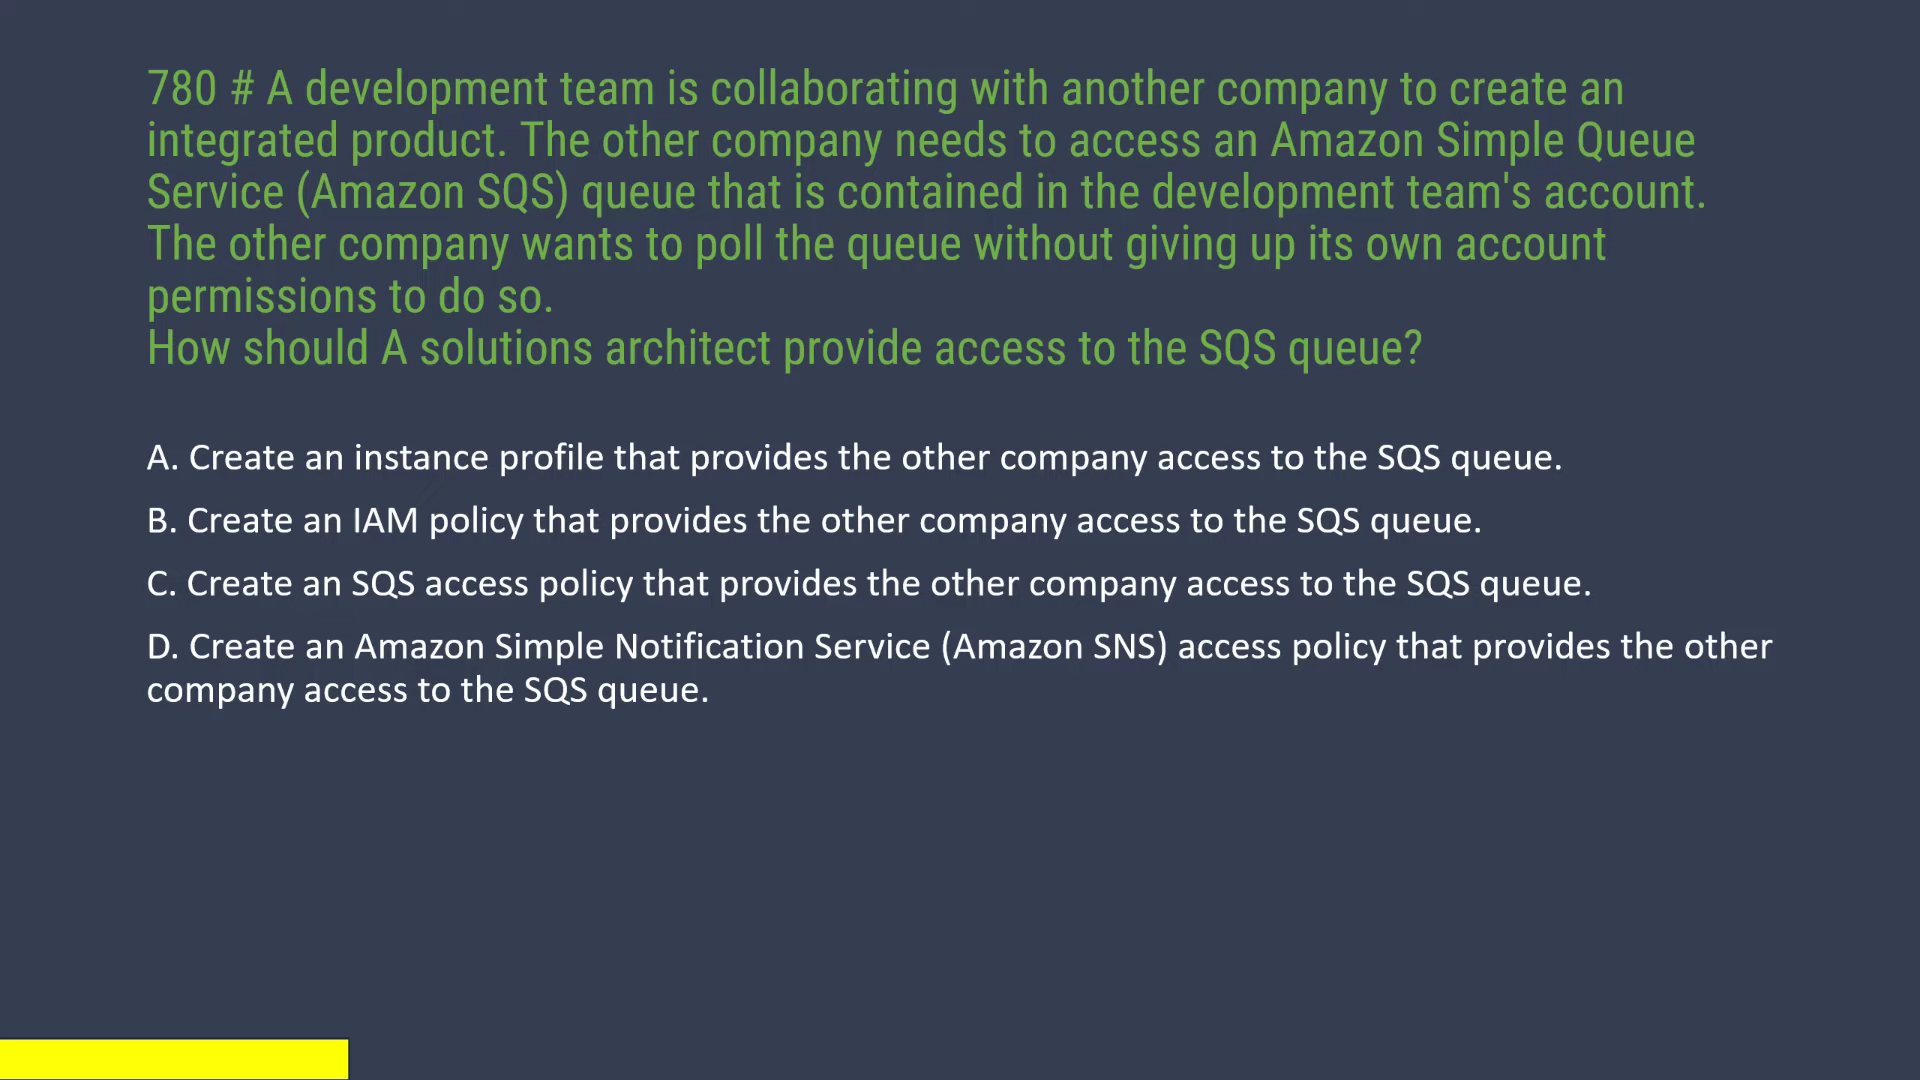 780 # A development team is collaborating with another company to create an
integrated product. The other company needs to access an Amazon Simple Queue
Service (Amazon SQS) queue that is contained in the development team's account.
The other company wants to poll the queue without giving up its own account
permissions to do so.
How should A solutions architect provide access to the SQS queue?
A. Create an instance profile that provides the other company access to the SQS queue.
B. Create an IAM policy that provides the other company access to the SQS queue.
C. Create an SQS access policy that provides the other company access to the SQS queue.
D. Create an Amazon Simple Notification Service (Amazon SNS) access policy that provides the other
company access to the SQS queue.